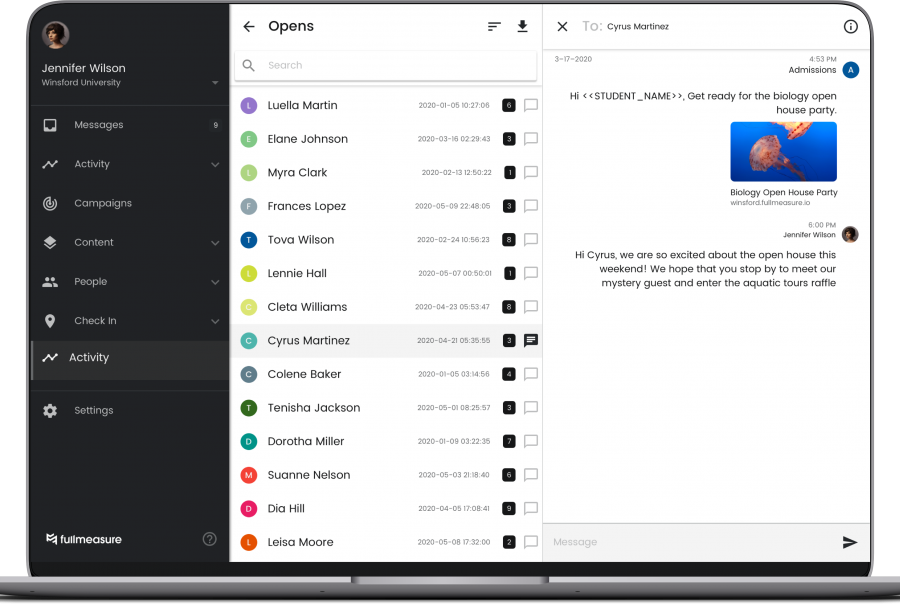 Jennifer Wilson
Winsford University
Messages 9
Activity
Campaigns
Content
People
Check In
Activity
Settings
fullmeasure
?
Opens
Search
L Luella Martin 2020-01-05 10:27:06 6
E Elane Johnson 2020-03-16 02:29:43 3
L Myra Clark 2020-02-13 12:50:22 1
F Frances Lopez 2020-05-09 22:48:05 3
T Tova Wilson 2020-02-24 10:56:23 8
L Lennie Hall 2020-05-07 00:50:01 1
C Cleta Williams 2020-04-23 05:53:47 8
C Cyrus Martinez 2020-04-21 05:35:55 3
C Colene Baker 2020-01-05 03:14:56 4
T Tenisha Jackson 2020-05-01 08:25:57 3
D Dorotha Miller 2020-01-09 03:22:35 7
M Suanne Nelson 2020-05-03 21:18:40 6
D Dia Hill 2020-04-05 17:08:41 9
L Leisa Moore 2020-05-08 17:32:00 2
To: Cyrus Martinez
3-17-2020
4:53 PM
Admissions A
Hi <<STUDENT_NAME>>, Get ready for the biology open
house party.
Biology Open House Party
winsford.fullmeasure.io
6:00 PM
Jennifer Wilson
Hi Cyrus, we are so excited about the open house this
weekend! We hope that you stop by to meet our
mystery guest and enter the aquatic tours raffle
Message